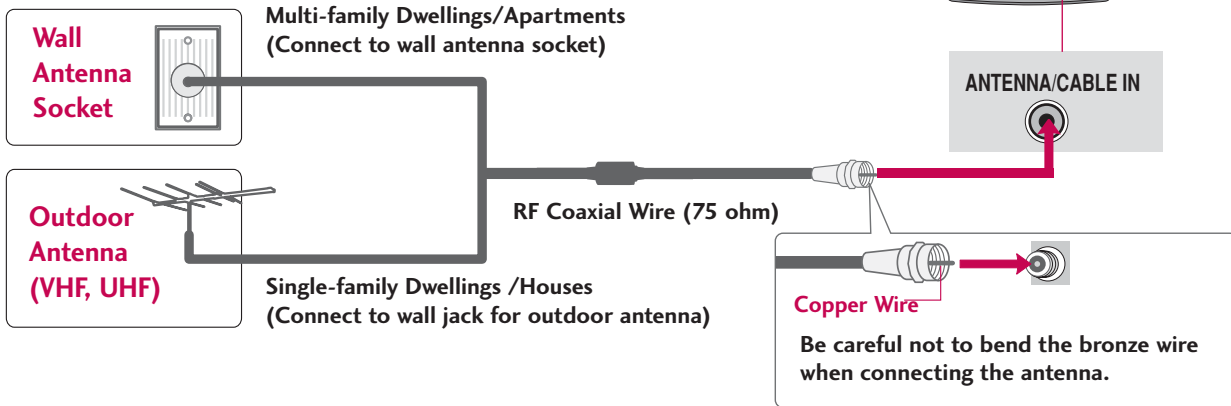 Wall
Antenna
Socket
Multi-family Dwellings/Apartments
(Connect to wall antenna socket)
ANTENNA/CABLE IN
Outdoor
Antenna
(VHF, UHF)
RF Coaxial Wire (75 ohm)
Single-family Dwellings /Houses
(Connect to wall jack for outdoor antenna)
Copper Wire
Be careful not to bend the bronze wire
when connecting the antenna.